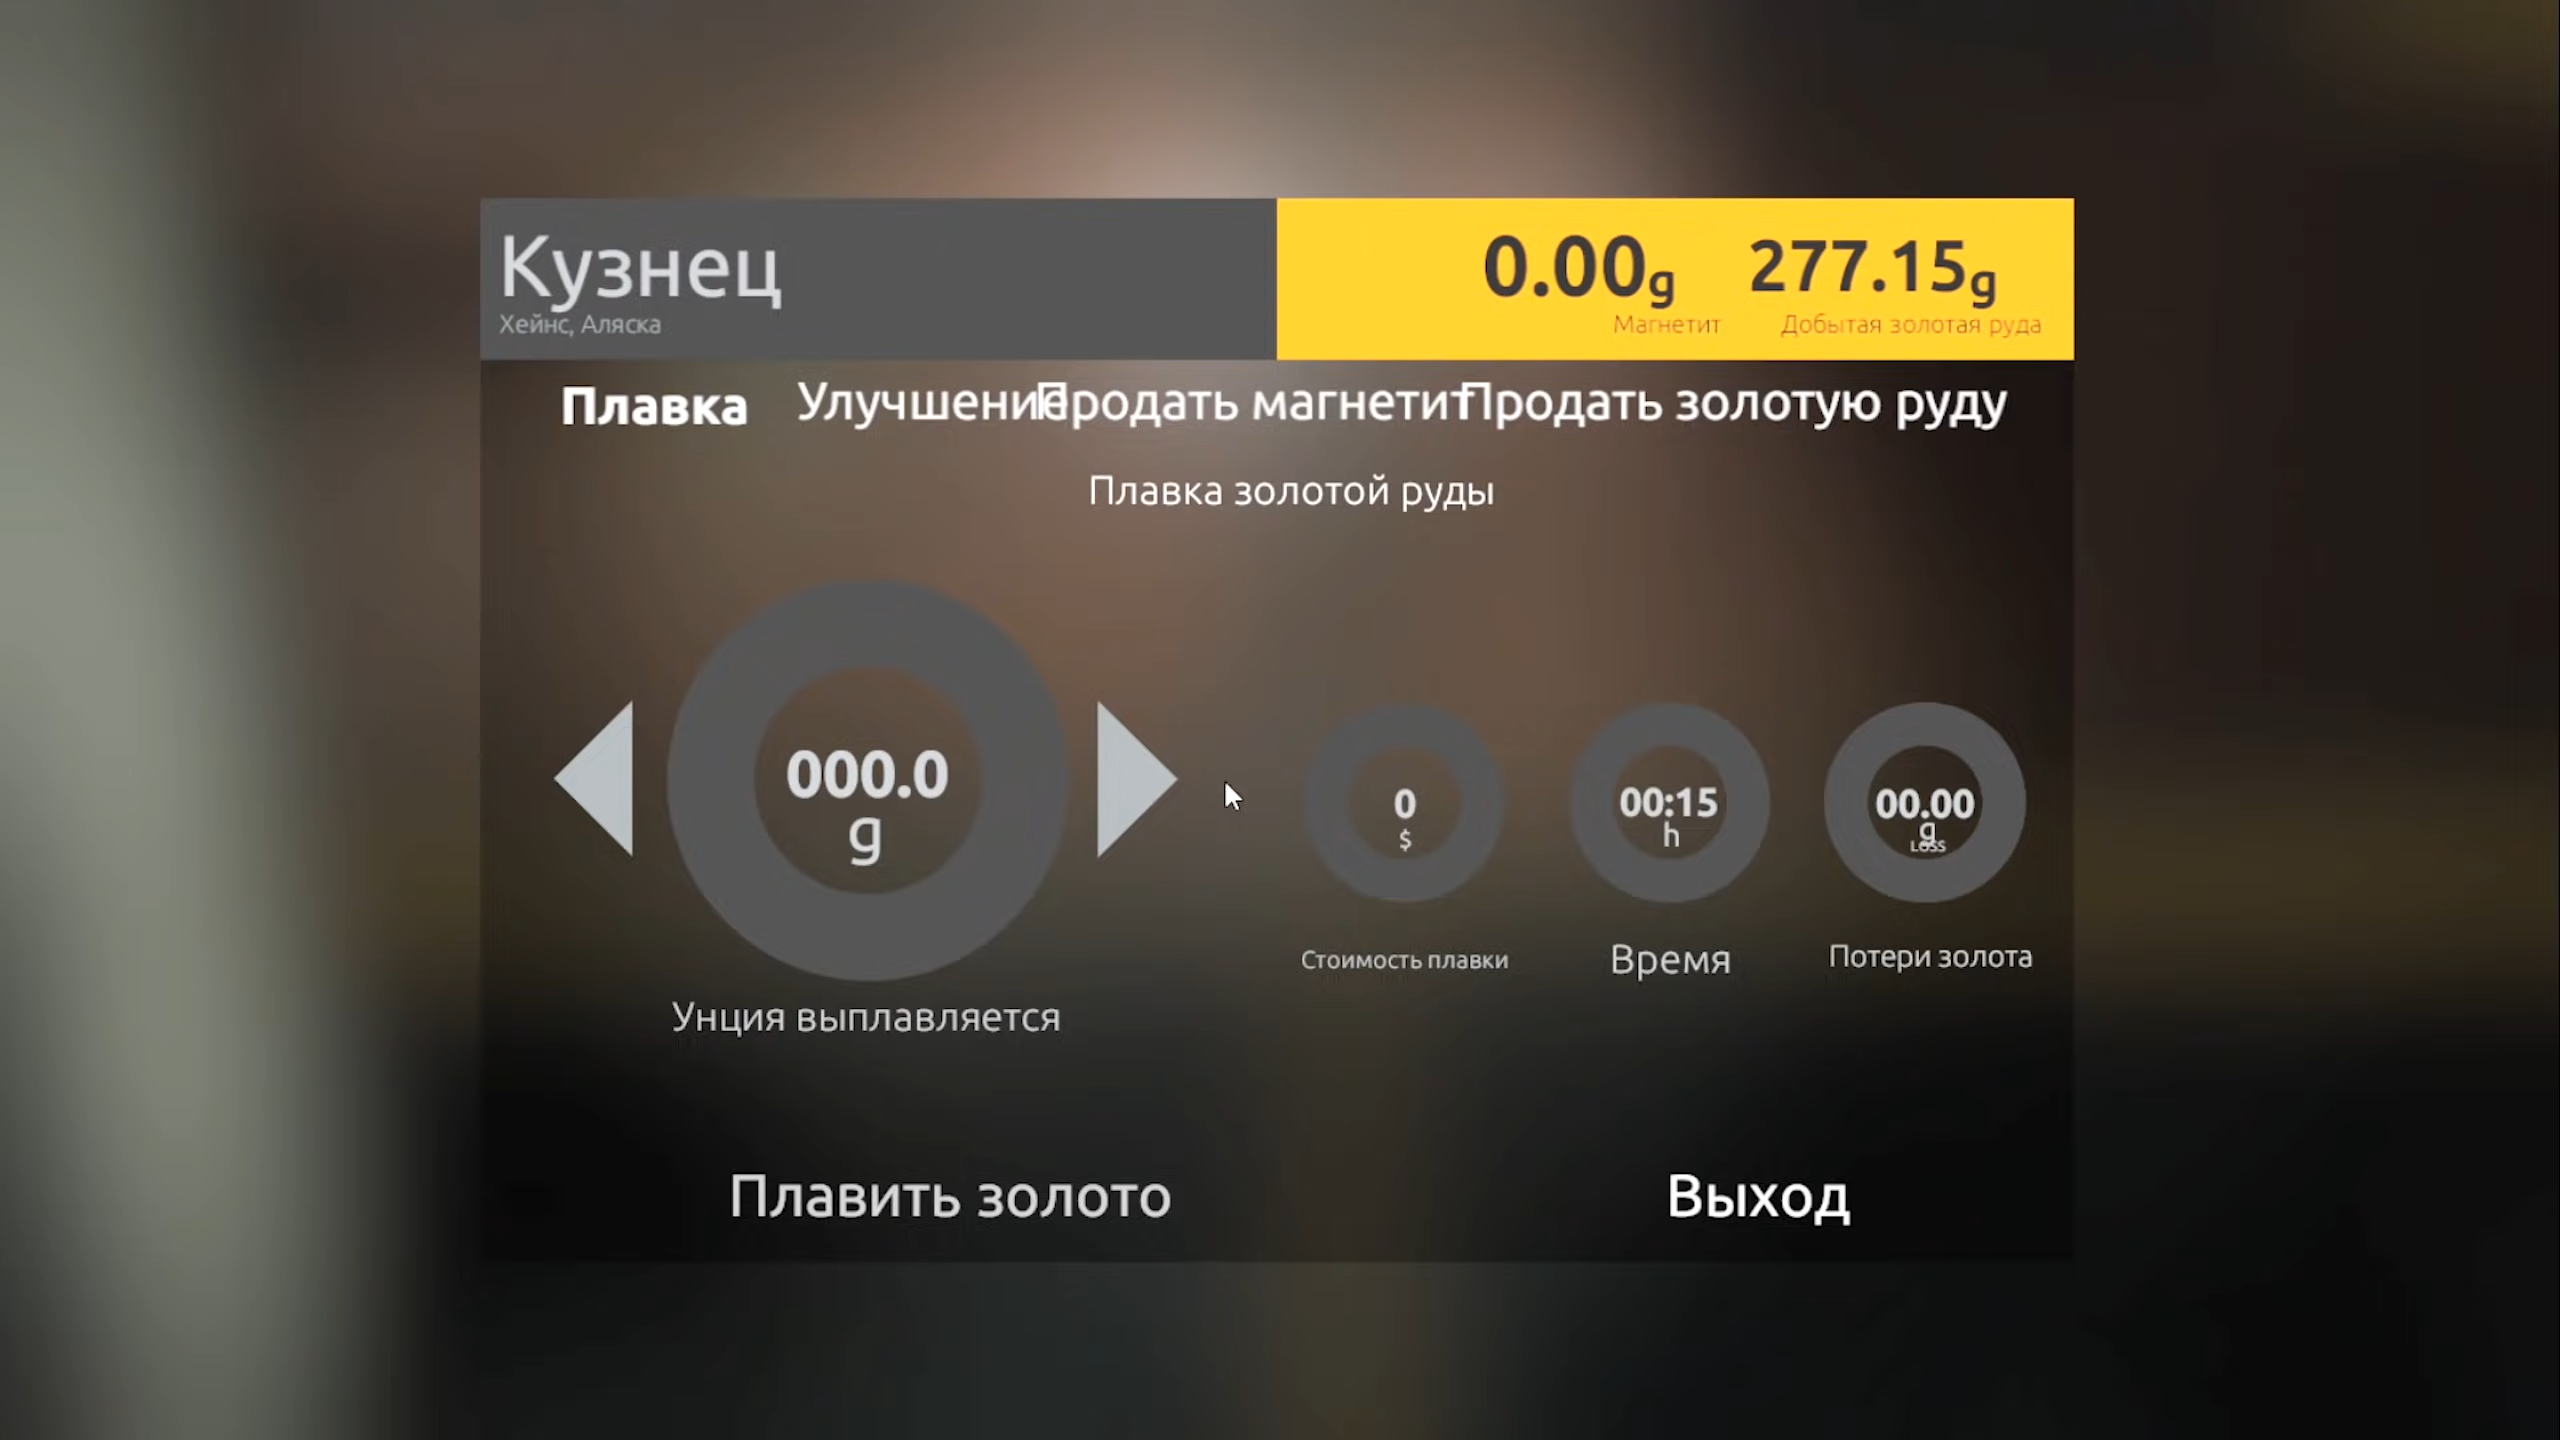 Кузнец
Хейнс, Аляска
0.00g
Магнетит
277.15g
Добытая золотая руда
Плавка
Улучшение
Продать магнетит
Продать золотую руду
Плавка золотой руды
000.0
g
Унция выплавляется
0
$
Стоимость плавки
00:15
h
Время
00.00
g
LOSS
Потери золота
Плавить золото
Выход